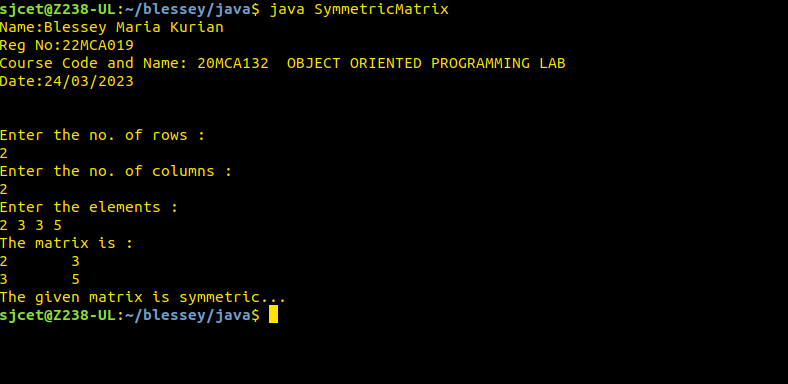 sjcet@Z238-UL:~/blessey/java$ java SymmetricMatrix
Name:Blessey Maria Kurian
Reg No:22MCA019
Course Code and Name: 20MCA132  OBJECT ORIENTED PROGRAMMING LAB
Date:24/03/2023
Enter the no. of rows :
2
Enter the no. of columns :
2
Enter the elements :
2 3 3 5
The matrix is :
2       3
3       5
The given matrix is symmetric...
sjcet@Z238-UL:~/blessey/java$